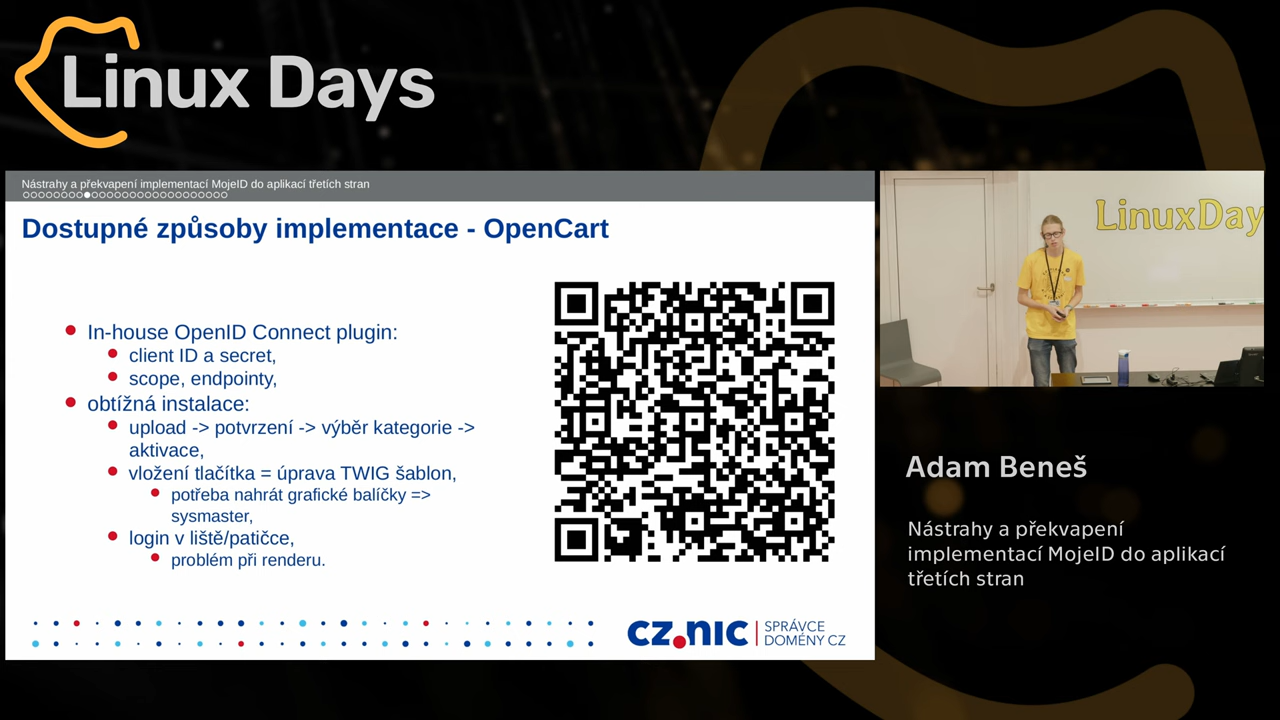 Linux Days
Nástrahy a překvapení implementací MojeID do aplikací třetích stran
Dostupné způsoby implementace - OpenCart
In-house OpenID Connect plugin:
client ID a secret,
scope, endpointy,
obtížná instalace:
upload -> potvrzení -> výběr kategorie ->
aktivace,
vložení tlačítka = úprava TWIG šablon,
potřeba nahrát grafické balíčky =>
sysmaster,
login v liště/patičce,
problém při renderu.
CZ.NIC
SPRÁVCE
DOMÉNY CZ
LinuxDay
Adam Beneš
Nástrahy a překvapení
implementací MojeID do aplikací
třetích stran